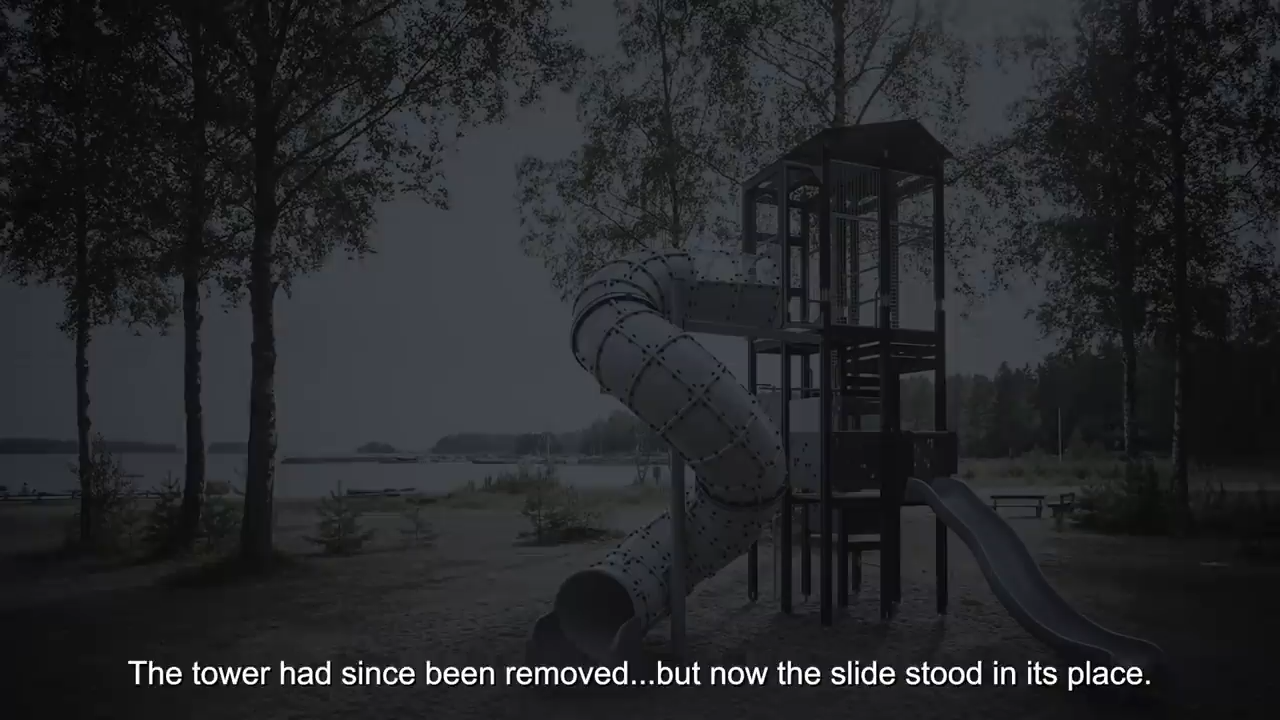 The tower had since been removed...but now the slide stood in its place.